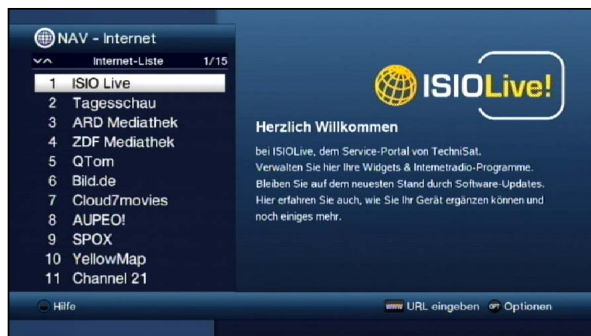 NAV - Internet
Internet-Liste 1/15
1 ISIO Live
2 Tagesschau
3 ARD Mediathek
4 ZDF Mediathek
5 QTom
6 Bild.de
7 Cloud7movies
8 AUPEO!
9 SPOX
10 YellowMap
11 Channel 21
ISIOLive!
Herzlich Willkommen
bei ISIOLive, dem Service-Portal von TechniSat.
Verwalten Sie hier Ihre Widgets & Internetradio-Programme.
Bleiben Sie auf dem neuesten Stand durch Software-Updates.
Hier erfahren Sie auch, wie Sie Ihr Gerät ergänzen können und
noch einiges mehr.
Hilfe
www URL eingeben OPT Optionen